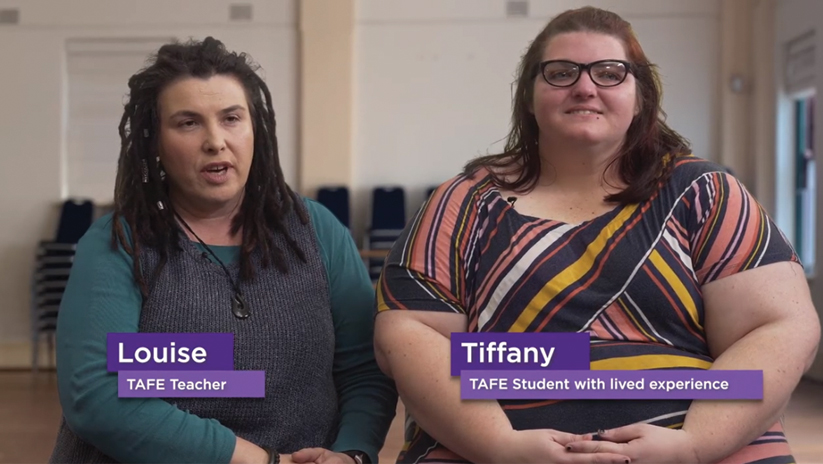 Louise
TAFE Teacher
Tiffany
TAFE Student with lived experience